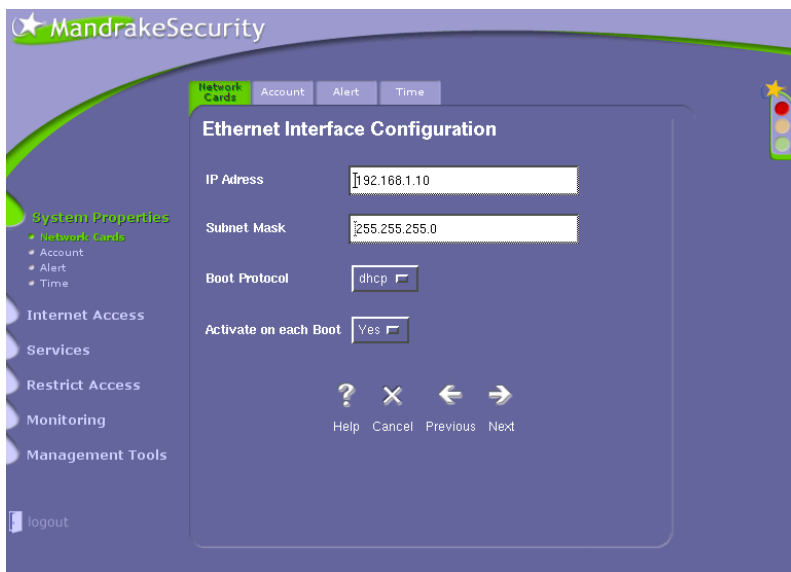 MandrakeSecurity
Network Cards
Account
Alert
Time
Ethernet Interface Configuration
IP Adress
192.168.1.10
Subnet Mask
255.255.255.0
Boot Protocol
dhcp
Activate on each Boot
Yes
Help
Cancel
Previous
Next
System Properties
Network Cards
Account
Alert
Time
Internet Access
Services
Restrict Access
Monitoring
Management Tools
logout